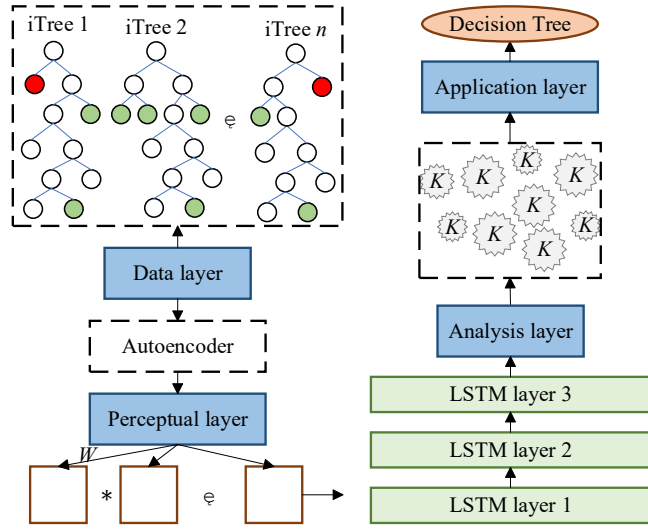 iTree 1
iTree 2
iTree n
Data layer
Autoencoder
Perceptual layer
W
*
Decision Tree
Application layer
K
K
K
K
K
K
K
K
K
K
Analysis layer
LSTM layer 3
LSTM layer 2
LSTM layer 1